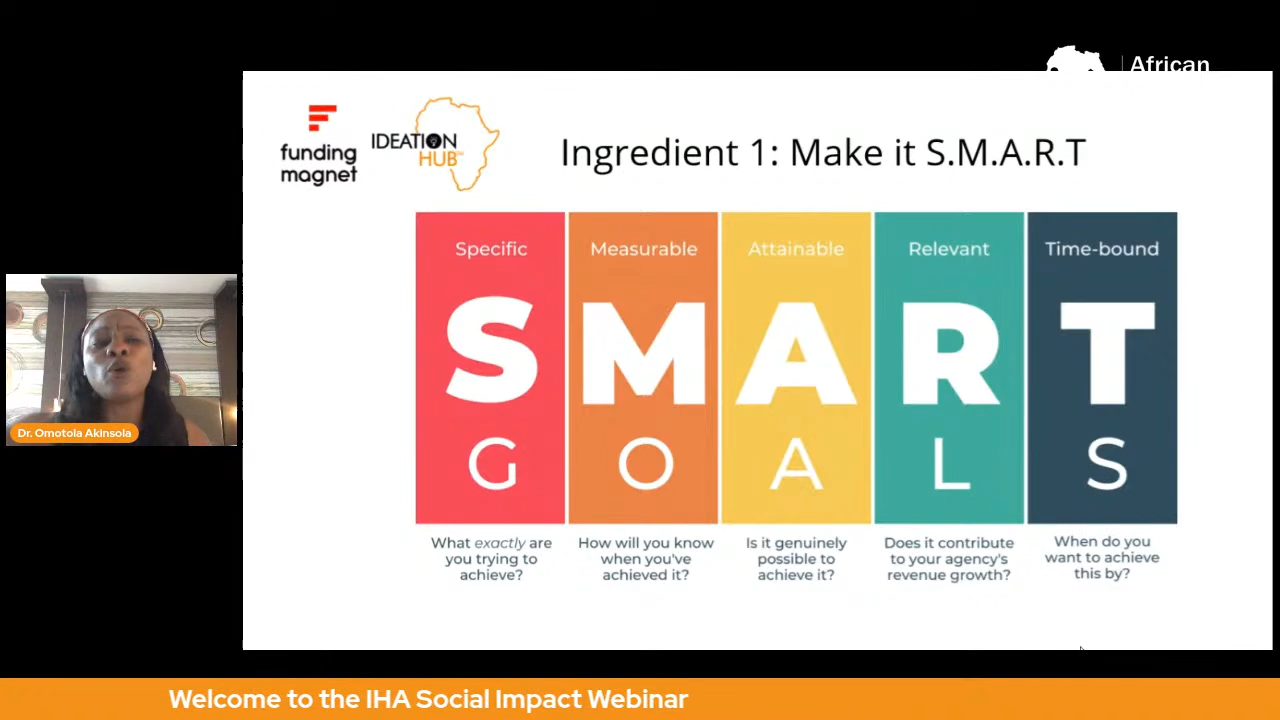 African
funding
magnet
IDEATION
HUB
Ingredient 1: Make it S.M.A.R.T
Specific
Measurable
Attainable
Relevant
Time-bound
S
M
A
R
T
G
O
A
L
S
What exactly are
you trying to
achieve?
How will you know
when you've
achieved it?
Is it genuinely
possible to
achieve it?
Does it contribute
to your agency's
revenue growth?
When do you
want to achieve
this by?
Dr. Omotola Akinsola
Welcome to the IHA Social Impact Webinar